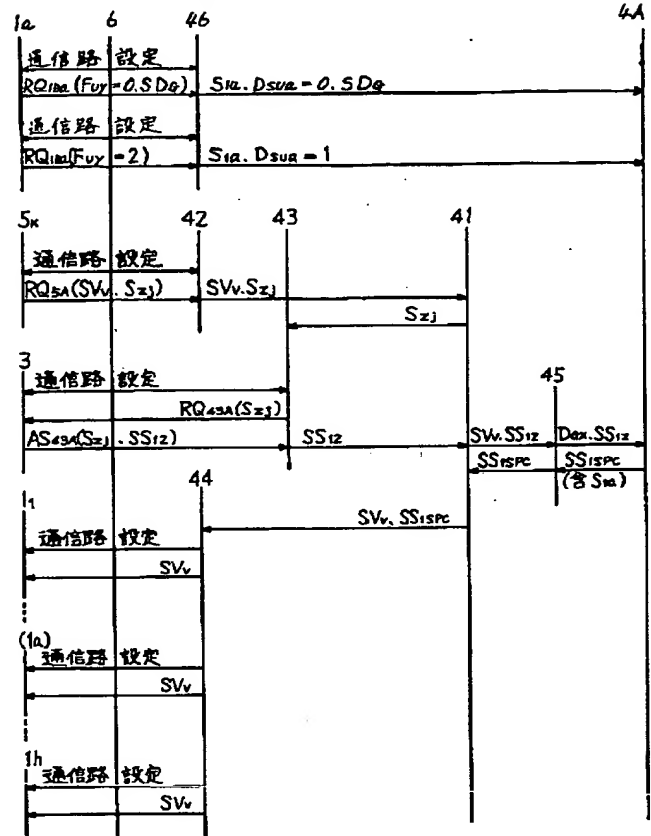 1a 6 46 4A
通信路 設定
RQ18a (Fuy=0.5Da) S1a. Dsua = 0.5Da
通信路 設定
RQ18a(Fuy=2) S1a. Dsua = 1
5k 42 43 41
通信路 設定
RQ5A(SVv. Szj) SVv.Szj
Szj
3 45
通信路 設定
RQ43A(Szj)
AS43A(Szj.SS12) SS12 SVv.SS12 Dax.SS12
SS1SPC SS1SPC
44 (含S1a)
11
SVv. SS1SPC
通信路 設定
SVv
(1a)
通信路 設定
SVv
1h
通信路 設定
SVv